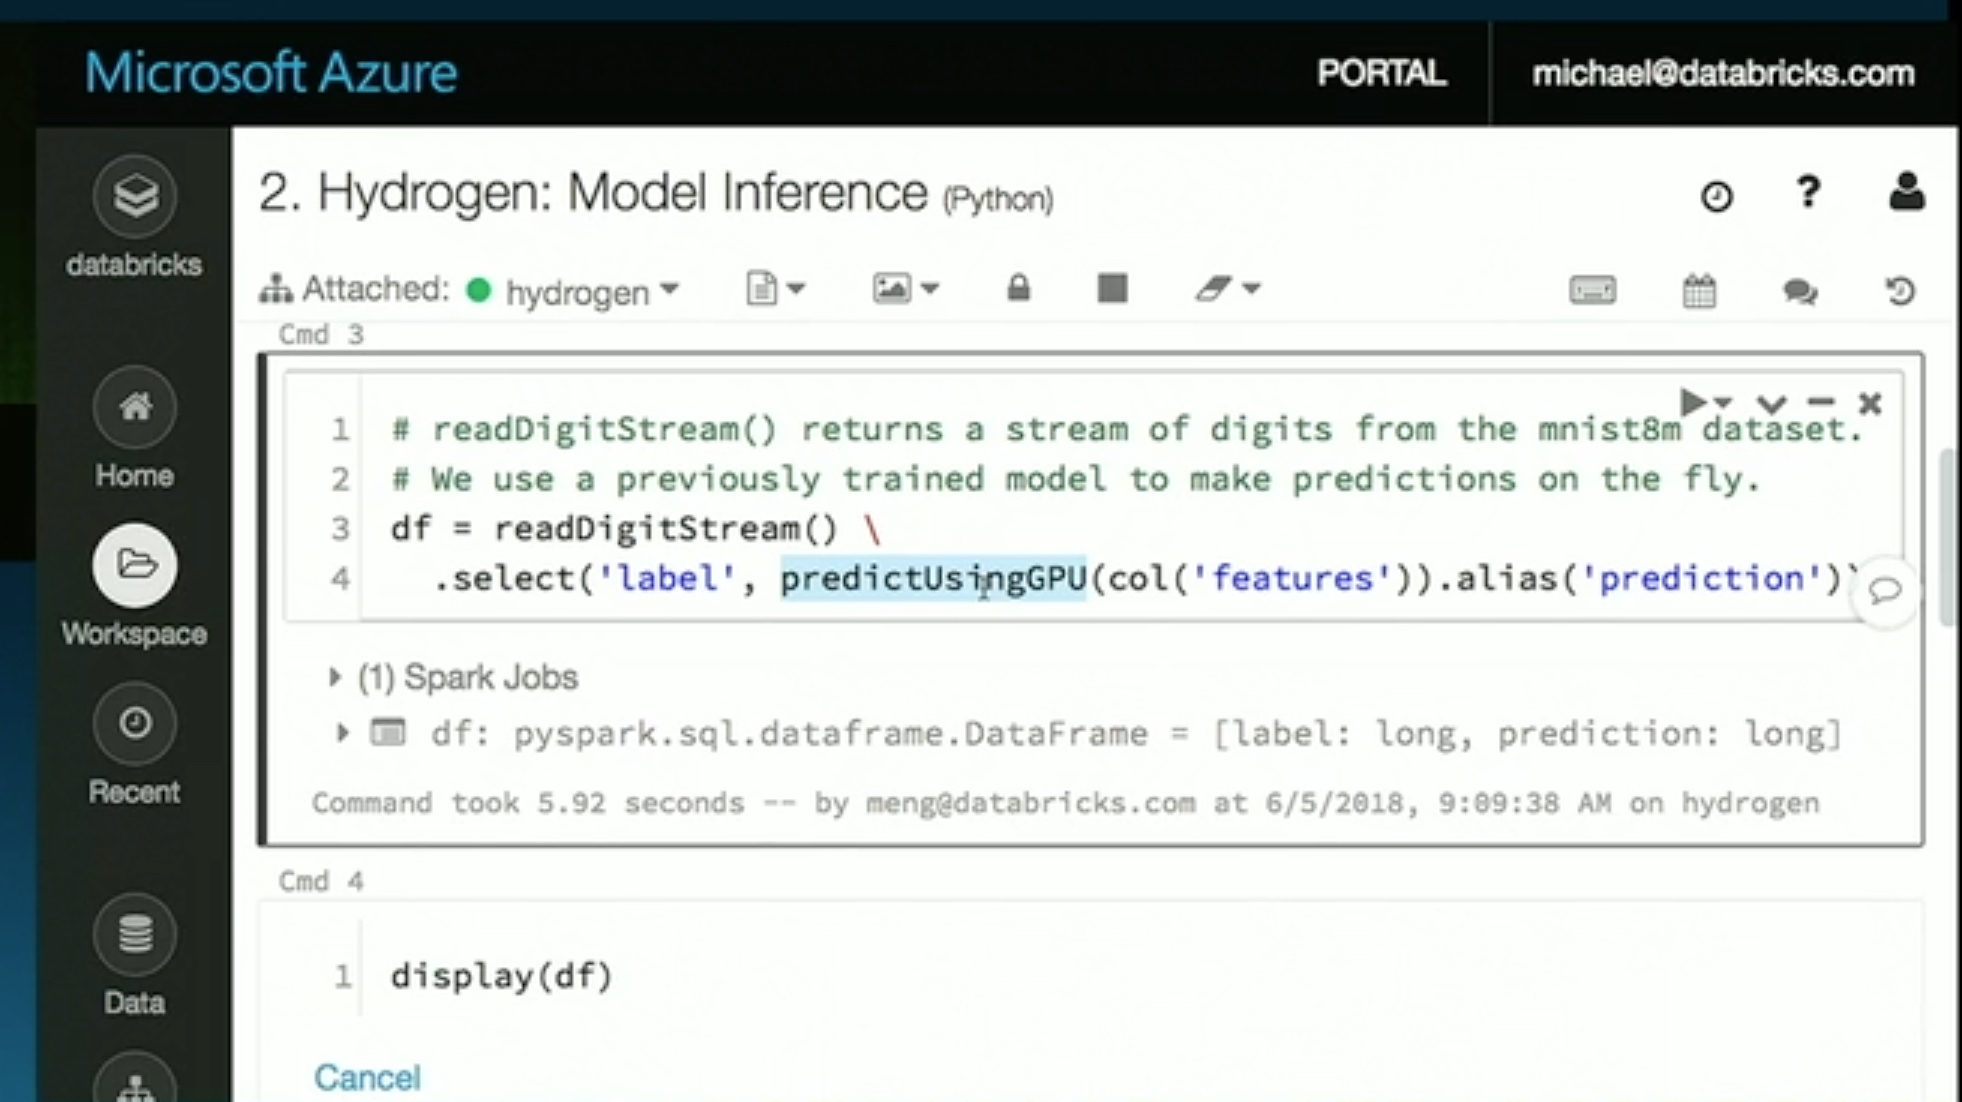 Microsoft Azure
PORTAL
michael@databricks.com
databricks
Home
Workspace
Recent
Data
2. Hydrogen: Model Inference (Python)
?
Attached: hydrogen
Cmd 3
1 # readDigitStream() returns a stream of digits from the mnist8m dataset.
2 # We use a previously trained model to make predictions on the fly.
3 df = readDigitStream() \
4 .select('label', predictUsingGPU(col('features')).alias('prediction'))
(1) Spark Jobs
df: pyspark.sql.dataframe.DataFrame = [label: long, prediction: long]
Command took 5.92 seconds -- by meng@databricks.com at 6/5/2018, 9:09:38 AM on hydrogen
Cmd 4
1 display(df)
Cancel